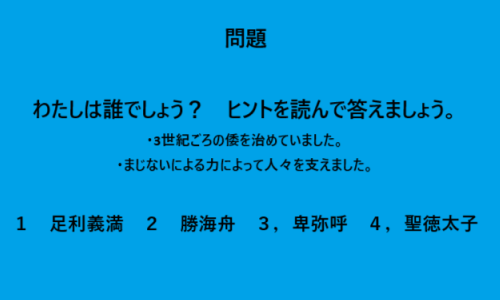 問題
わたしは誰でしょう？　ヒントを読んで答えましょう。
・3世紀ごろの倭を治めていました。
・まじないによる力によって人々を支えました。
１　足利義満　２　勝海舟　３，卑弥呼　４，聖徳太子